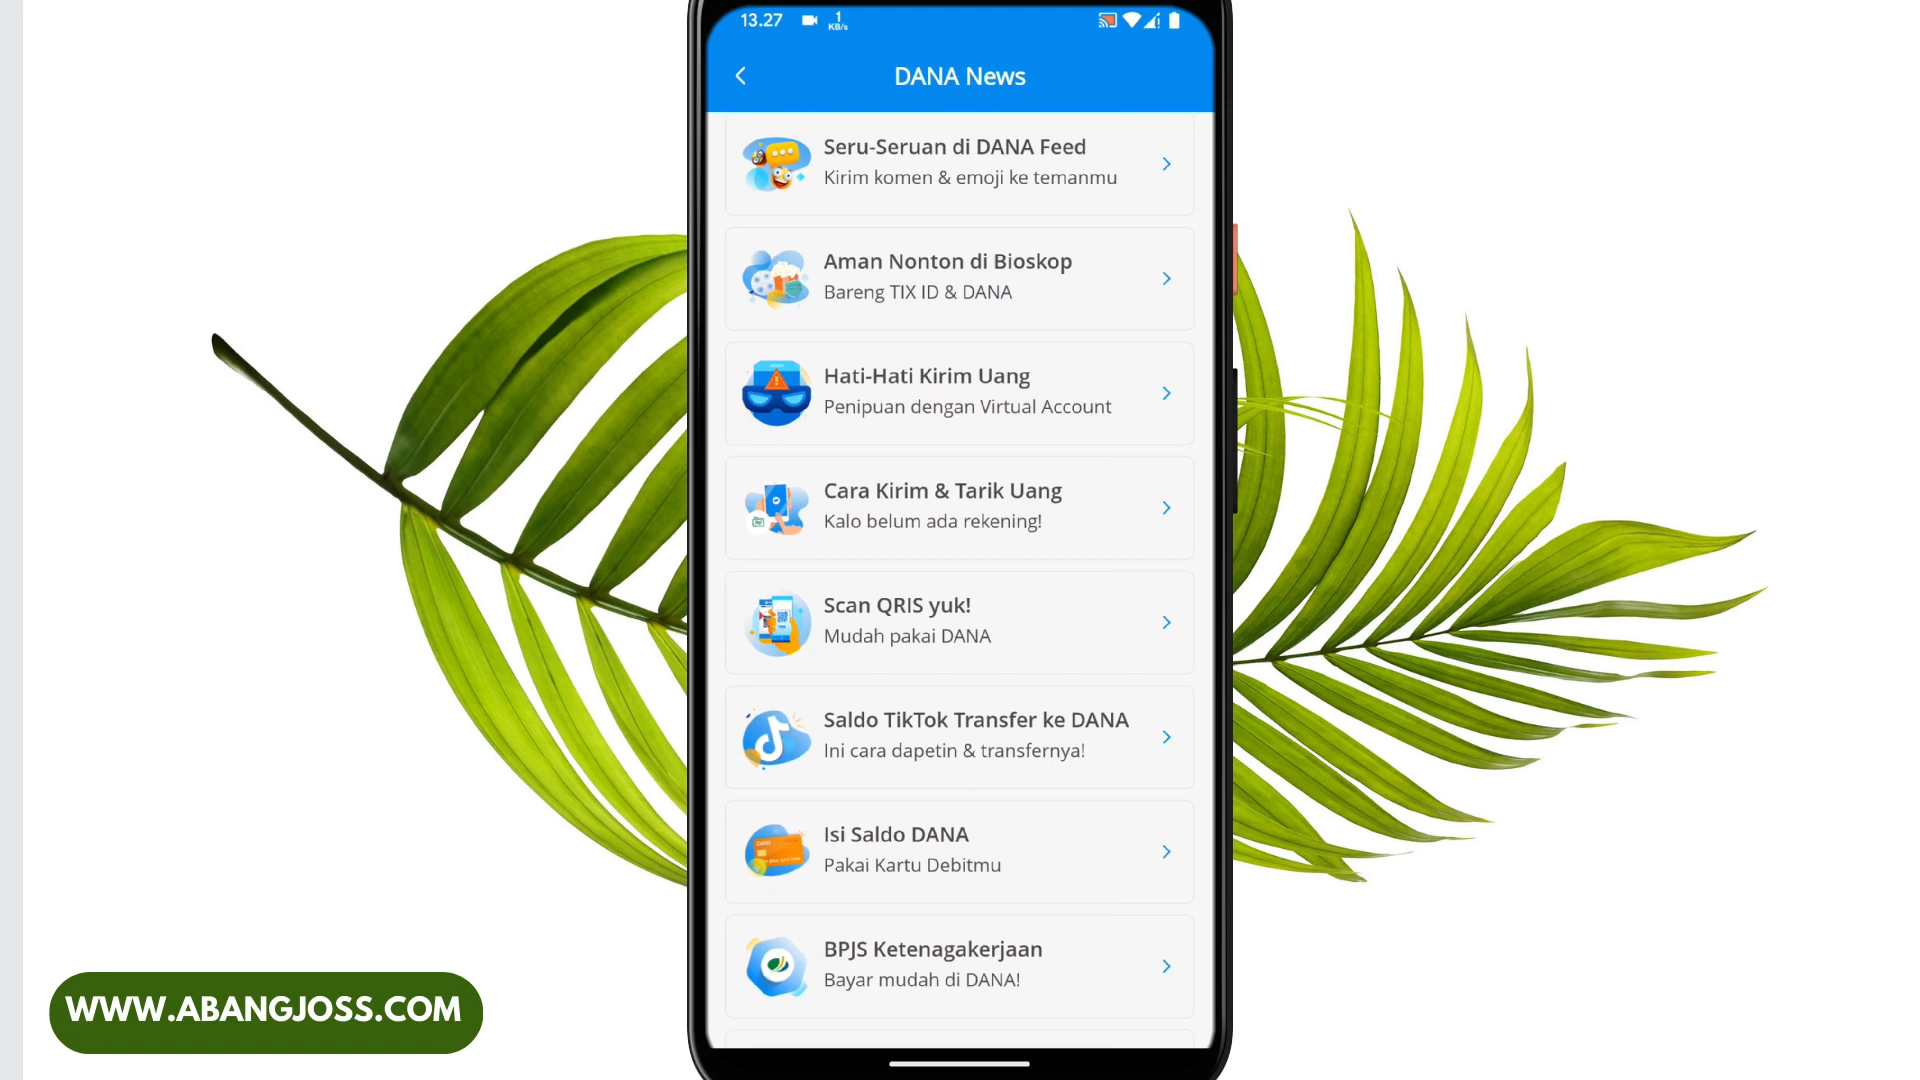 13.27
1
KB/s
DANA News
Seru-Seruan di DANA Feed
Kirim komen & emoji ke temanmu
Aman Nonton di Bioskop
Bareng TIX ID & DANA
Hati-Hati Kirim Uang
Penipuan dengan Virtual Account
Cara Kirim & Tarik Uang
Kalo belum ada rekening!
Scan QRIS yuk!
Mudah pakai DANA
Saldo TikTok Transfer ke DANA
Ini cara dapetin & transfernya!
Isi Saldo DANA
Pakai Kartu Debitmu
BPJS Ketenagakerjaan
Bayar mudah di DANA!
WWW.ABANGJOSS.COM